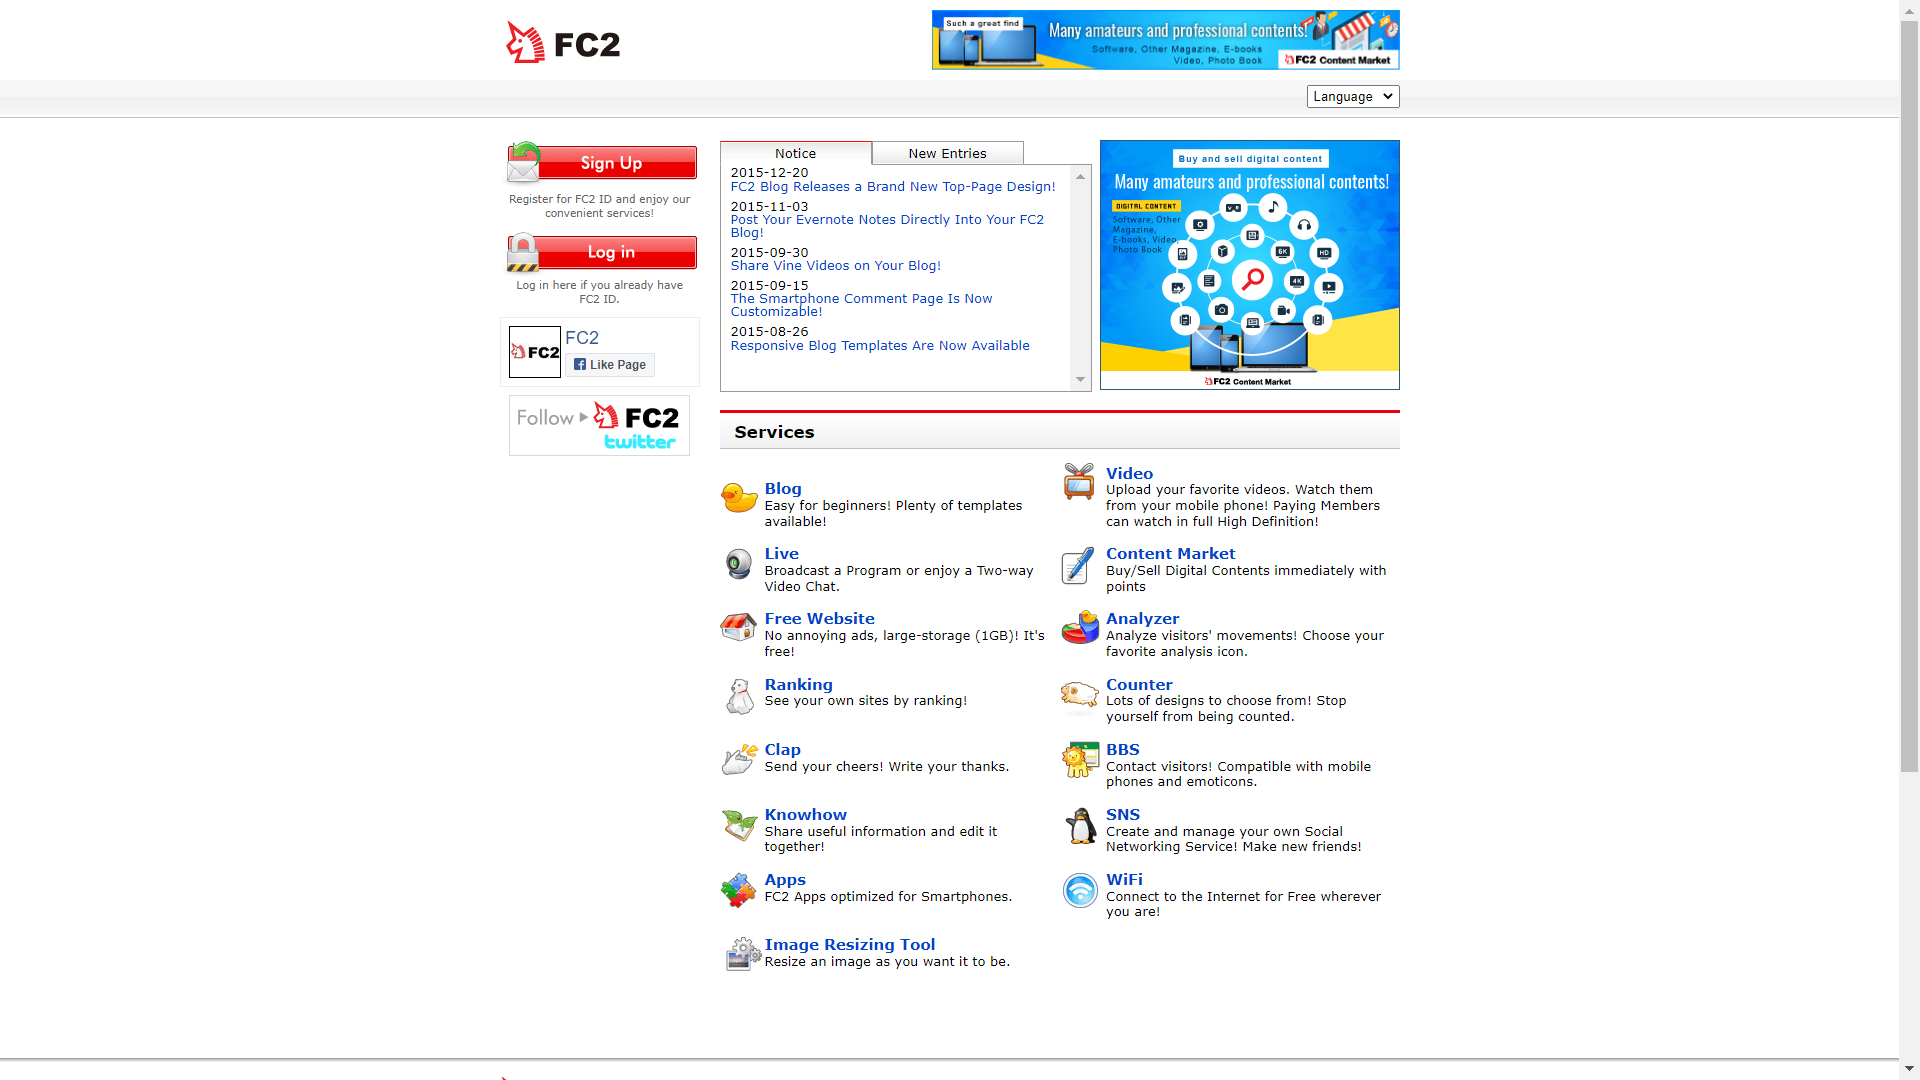 FC2
Such a great find
Many amateurs and professional contents!
Software, Other Magazine, E-books
Video, Photo Book
FC2 Content Market
Language
Sign Up
Register for FC2 ID and enjoy our
convenient services!
Log in
Log in here if you already have
FC2 ID.
FC2
FC2
Like Page
Follow
FC2
twitter
Notice
New Entries
2015-12-20
FC2 Blog Releases a Brand New Top-Page Design!
2015-11-03
Post Your Evernote Notes Directly Into Your FC2
Blog!
2015-09-30
Share Vine Videos on Your Blog!
2015-09-15
The Smartphone Comment Page Is Now
Customizable!
2015-08-26
Responsive Blog Templates Are Now Available
Buy and sell digital content
Many amateurs and professional contents!
DIGITAL CONTENT
Software, Other
Magazine,
E-books, Video,
Photo Book
VR
6K
HD
4K
FC2 Content Market
Services
Blog
Easy for beginners! Plenty of templates
available!
Video
Upload your favorite videos. Watch them
from your mobile phone! Paying Members
can watch in full High Definition!
Live
Broadcast a Program or enjoy a Two-way
Video Chat.
Content Market
Buy/Sell Digital Contents immediately with
points
Free Website
No annoying ads, large-storage (1GB)! It's
free!
Analyzer
Analyze visitors' movements! Choose your
favorite analysis icon.
Ranking
See your own sites by ranking!
Counter
Lots of designs to choose from! Stop
yourself from being counted.
Clap
Send your cheers! Write your thanks.
BBS
Contact visitors! Compatible with mobile
phones and emoticons.
Knowhow
Share useful information and edit it
together!
SNS
Create and manage your own Social
Networking Service! Make new friends!
Apps
FC2 Apps optimized for Smartphones.
WiFi
Connect to the Internet for Free wherever
you are!
Image Resizing Tool
Resize an image as you want it to be.